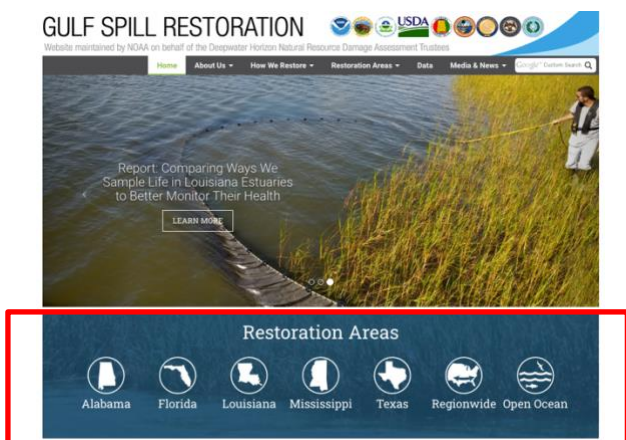 GULF SPILL RESTORATION
USDA
Website maintained by NOAA on behalf of the Deepwater Horizon Natural Resource Damage Assessment Trustees
Home About Us How We Restore Restoration Areas Data Media & News Google Custom Search
Report: Comparing Ways We
Sample Life in Louisiana Estuaries
to Better Monitor Their Health
LEARN MORE
Restoration Areas
Alabama Florida Louisiana Mississippi Texas Regionwide Open Ocean